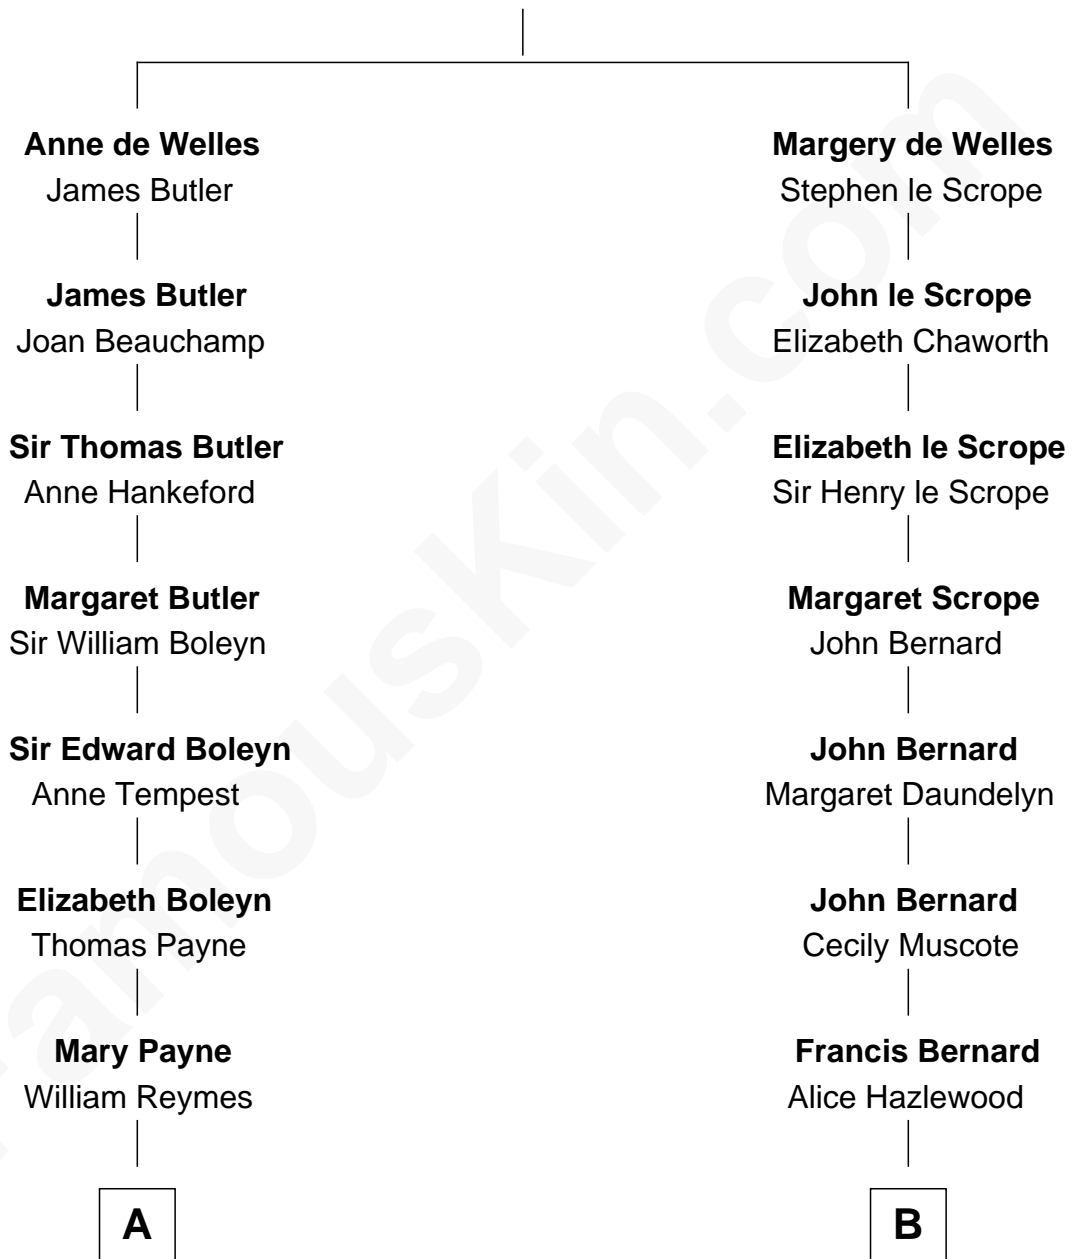 Anne de Welles
James Butler
James Butler
Joan Beauchamp
Sir Thomas Butler
Anne Hankeford
Margaret Butler
Sir William Boleyn
Sir Edward Boleyn
Anne Tempest
Elizabeth Boleyn
Thomas Payne
Mary Payne
William Reymes
A
Margery de Welles
Stephen le Scrope
John le Scrope
Elizabeth Chaworth
Elizabeth le Scrope
Sir Henry le Scrope
Margaret Scrope
John Bernard
John Bernard
Margaret Daundelyn
John Bernard
Cecily Muscote
Francis Bernard
Alice Hazlewood
B
FamousKin.com